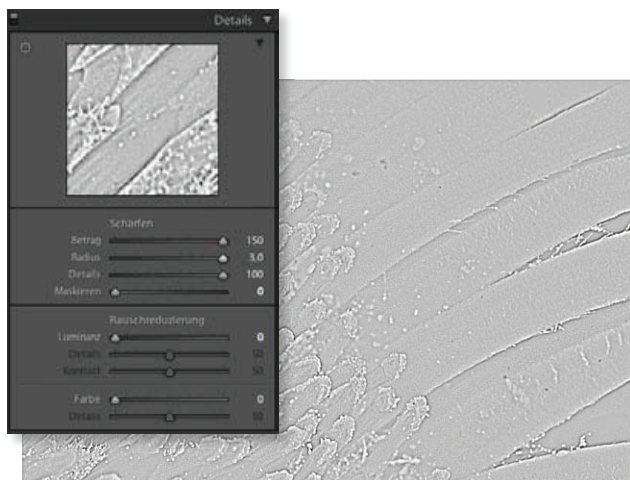 Details
Schärfen
Betrag 150
Radius 3,0
Details 100
Maskieren 0
Rauschreduzierung
Luminanz 0
Details 50
Kontrast 50
Farbe 0
Details 50